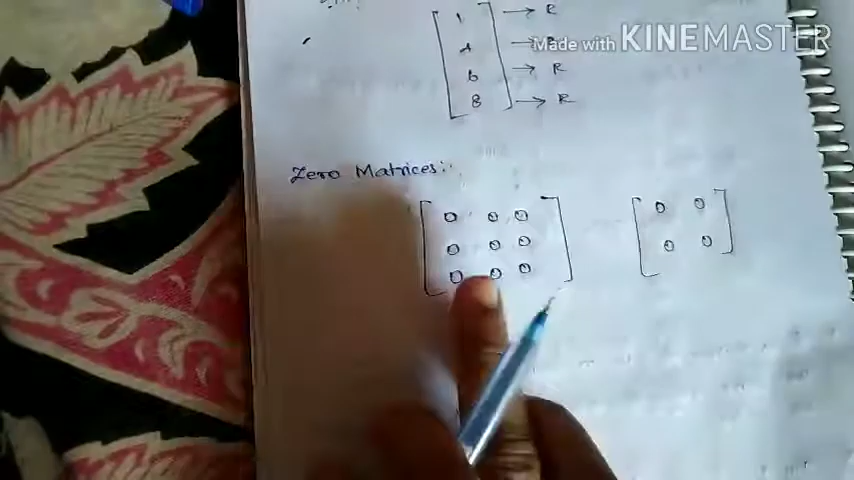 1 → R
4 →
6 → R
8 → R
Made with KINEMASTER
Zero Matrices:
0 0 0
0 0 0
0 0 0
0 0
0 0